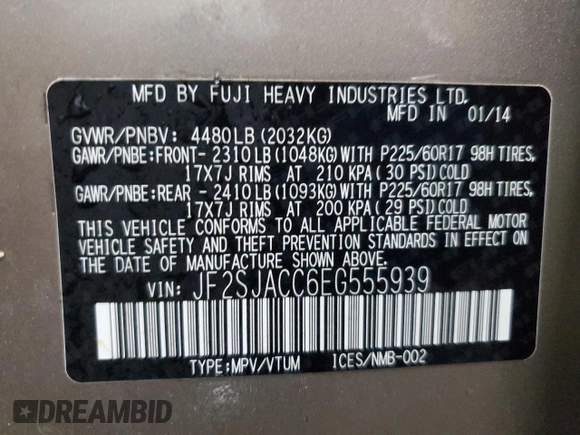 MFD BY FUJI HEAVY INDUSTRIES LTD.
MFD IN 01/14
GVWR/PNBV: 4480LB(2032KG)
GAWR/PNBE:FRONT- 2310LB(1048KG)WITH P225/60R17 98H TIRES,
17X7J RIMS AT 210 KPA(30 PSI)COLD
GAWR/PNBE:REAR - 2410LB(1093KG)WITH P225/60R17 98H TIRES,
17X7J RIMS AT 200 KPA(29 PSI)COLD
THIS VEHICLE CONFORMS TO ALL APPLICABLE FEDERAL MOTOR
VEHICLE SAFETY AND THEFT PREVENTION STANDARDS IN EFFECT
ON THE DATE OF MANUFACTURE SHOWN ABOVE.
VIN: JF2SJACC6EG555939
TYPE:MPV/VTUM ICES/NMB-002
DREAMBID